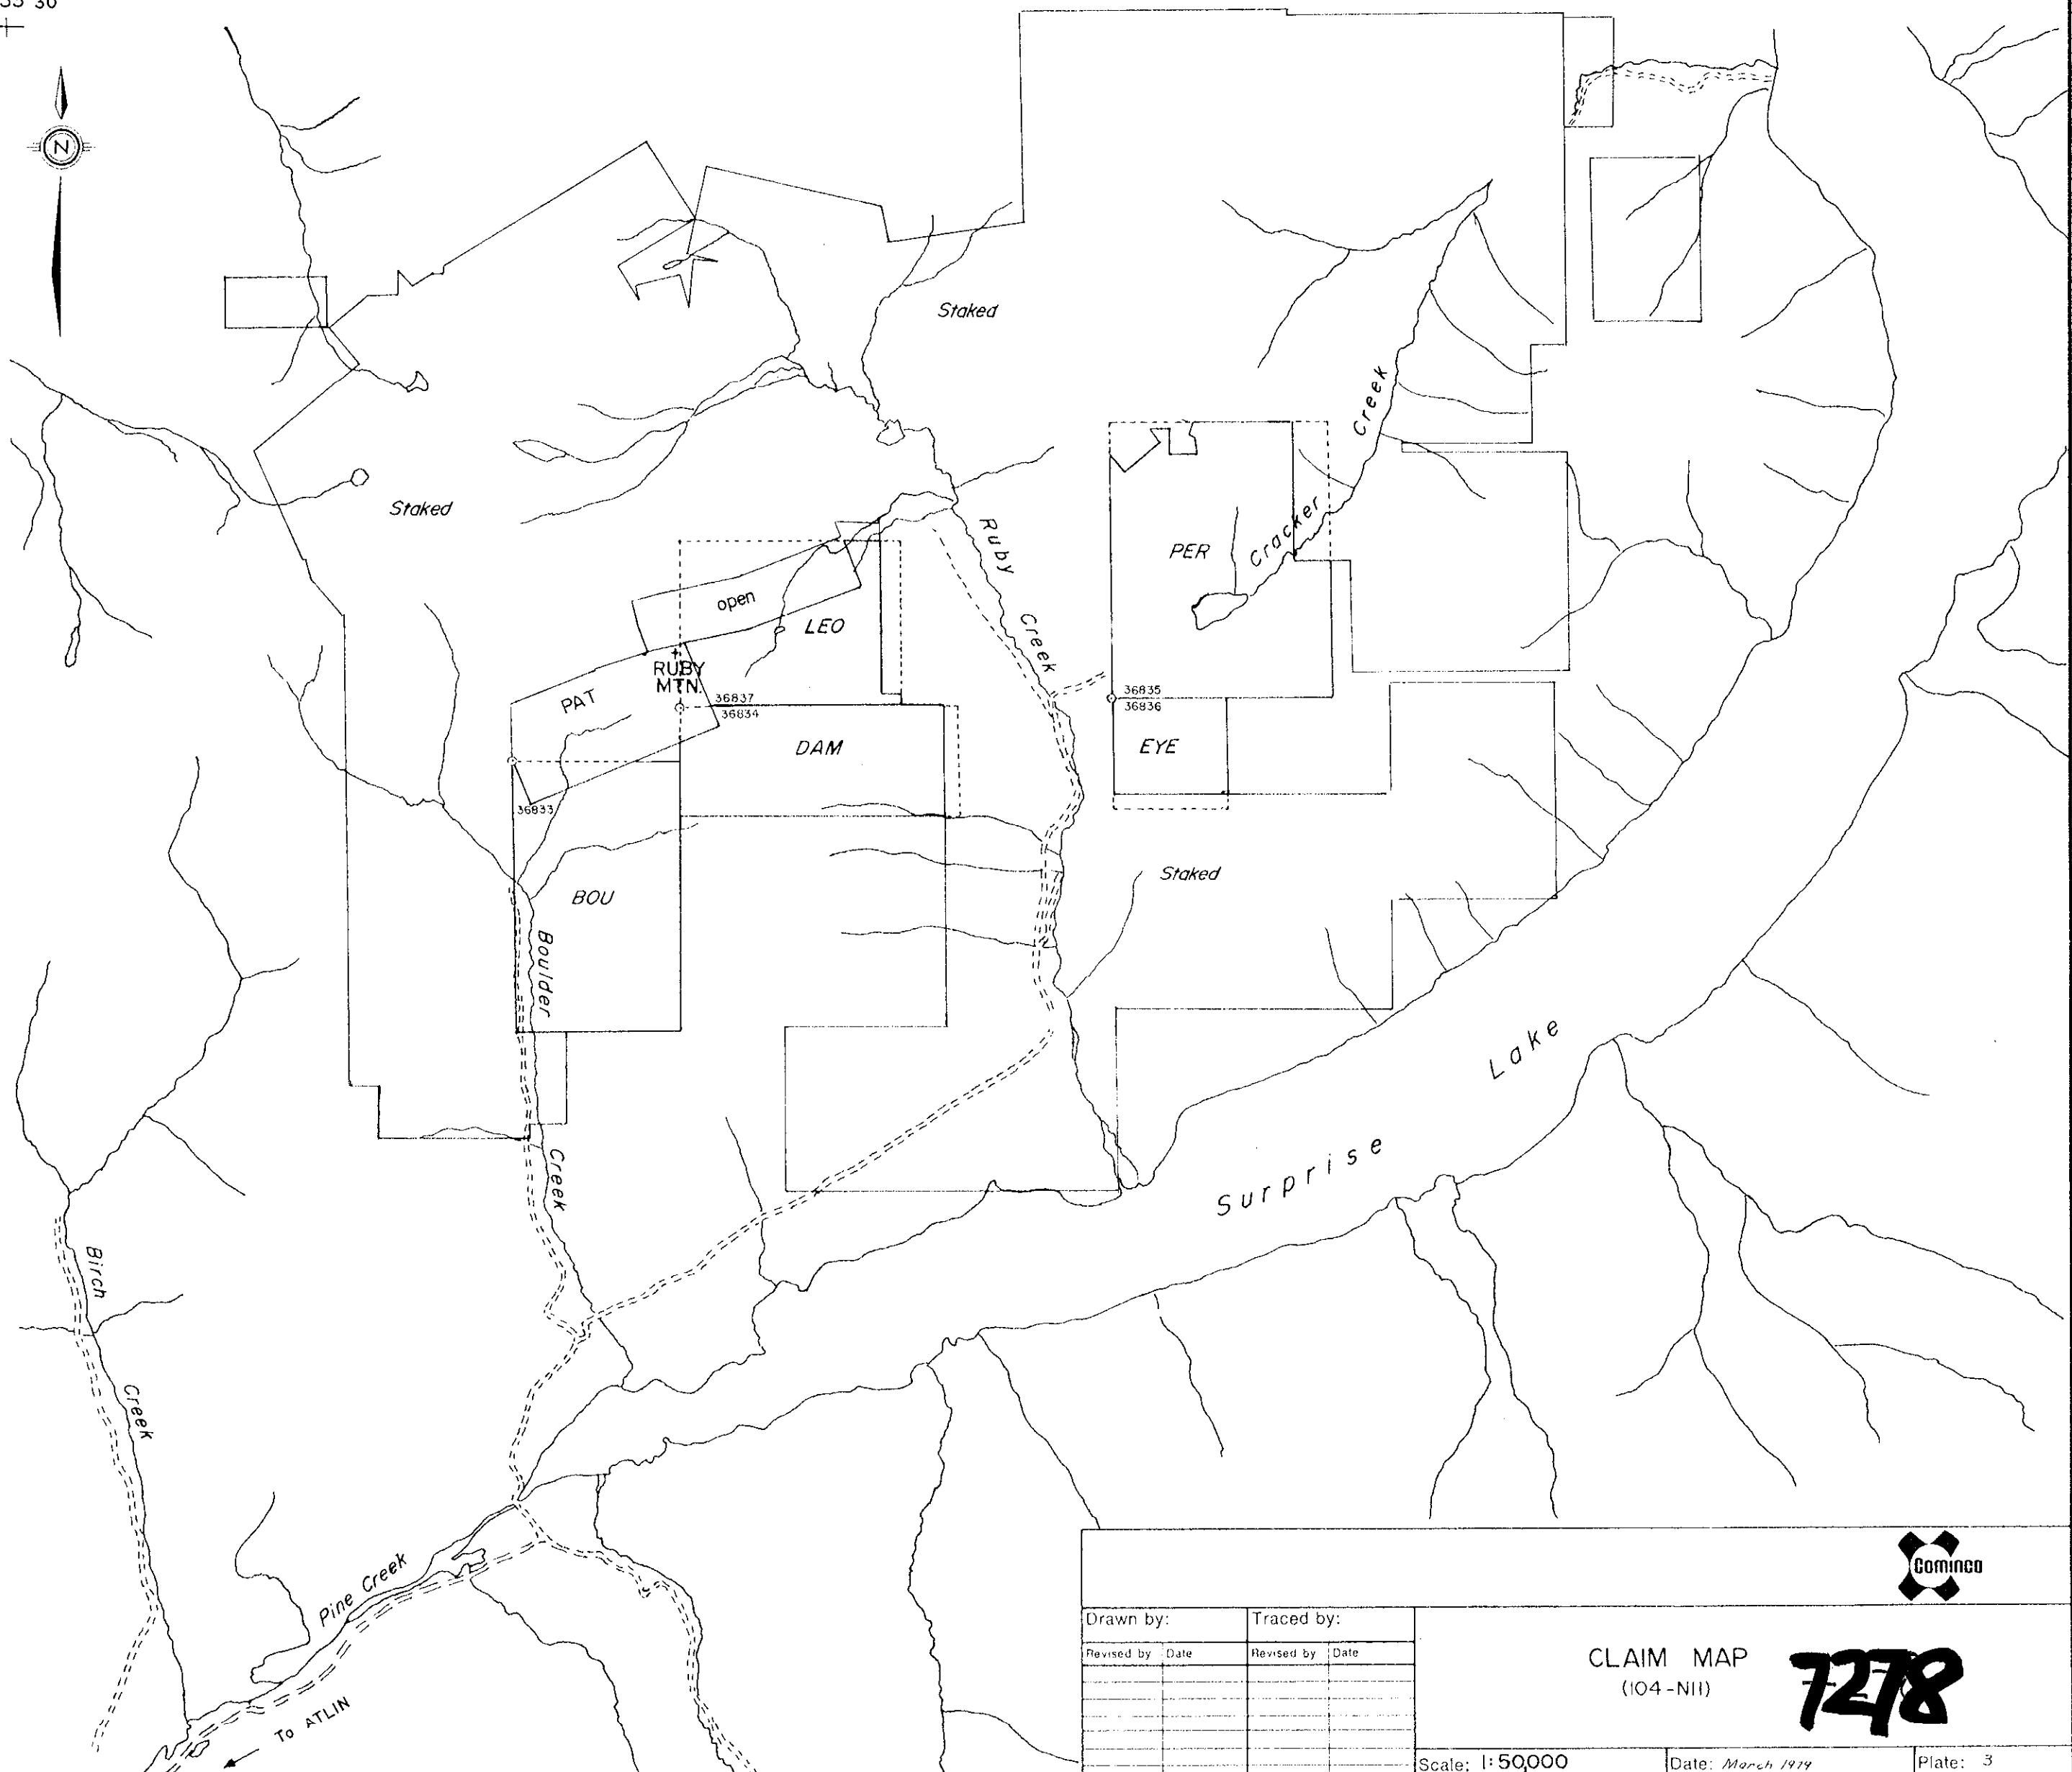 Staked
Staked
Creek
Cracker
PER
Ruby
Creek
open
LEO
RUBY
MTN.
PAT
36837
36834
36835
36836
DAM
EYE
36833
Staked
BOU
Boulder
Creek
Surprise Lake
Birch
Creek
Pine Creek
To ATLIN
Cominco
Drawn by: Traced by:
Revised by Date Revised by Date
CLAIM MAP
(104-N11)
7278
Scale: 1:50,000 Date: March 1979 Plate: 3